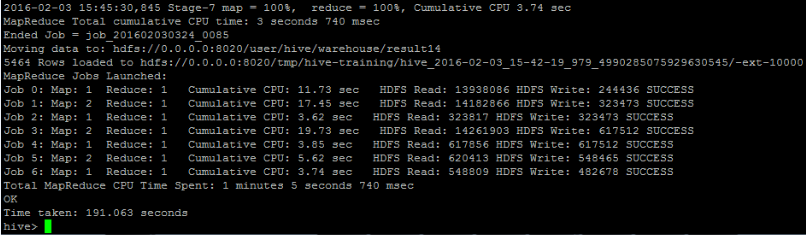 2016-02-03 15:45:30,845 Stage-7 map = 100%,  reduce = 100%, Cumulative CPU 3.74 sec
MapReduce Total cumulative CPU time: 3 seconds 740 msec
Ended Job = job_201602030324_0085
Moving data to: hdfs://0.0.0.0:8020/user/hive/warehouse/result14
5464 Rows loaded to hdfs://0.0.0.0:8020/tmp/hive-training/hive_2016-02-03_15-42-19_979_4990285075929630545/-ext-10000
MapReduce Jobs Launched:
Job 0: Map: 1  Reduce: 1   Cumulative CPU: 11.73 sec   HDFS Read: 13938086 HDFS Write: 244436 SUCCESS
Job 1: Map: 2  Reduce: 1   Cumulative CPU: 17.45 sec   HDFS Read: 14182866 HDFS Write: 323473 SUCCESS
Job 2: Map: 1  Reduce: 1   Cumulative CPU: 3.62 sec   HDFS Read: 323817 HDFS Write: 323473 SUCCESS
Job 3: Map: 2  Reduce: 1   Cumulative CPU: 19.73 sec   HDFS Read: 14261903 HDFS Write: 617512 SUCCESS
Job 4: Map: 1  Reduce: 1   Cumulative CPU: 3.85 sec   HDFS Read: 617856 HDFS Write: 617512 SUCCESS
Job 5: Map: 2  Reduce: 1   Cumulative CPU: 5.62 sec   HDFS Read: 620413 HDFS Write: 548465 SUCCESS
Job 6: Map: 1  Reduce: 1   Cumulative CPU: 3.74 sec   HDFS Read: 548809 HDFS Write: 482678 SUCCESS
Total MapReduce CPU Time Spent: 1 minutes 5 seconds 740 msec
OK
Time taken: 191.063 seconds
hive>